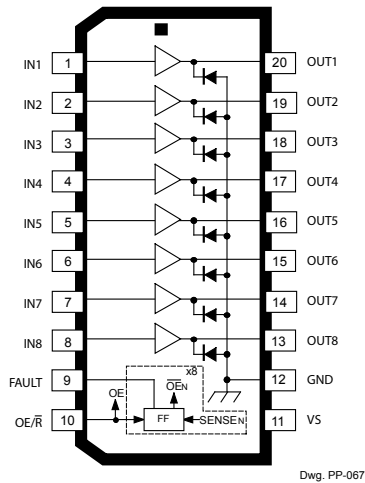 IN1 1 20 OUT1
IN2 2 19 OUT2
IN3 3 18 OUT3
IN4 4 17 OUT4
IN5 5 16 OUT5
IN6 6 15 OUT6
IN7 7 14 OUT7
IN8 8 13 OUT8
x8
FAULT 9 12 GND
OE O̅E̅N̅
OE/R̅ 10 FF SENSEN 11 VS
Dwg. PP-067